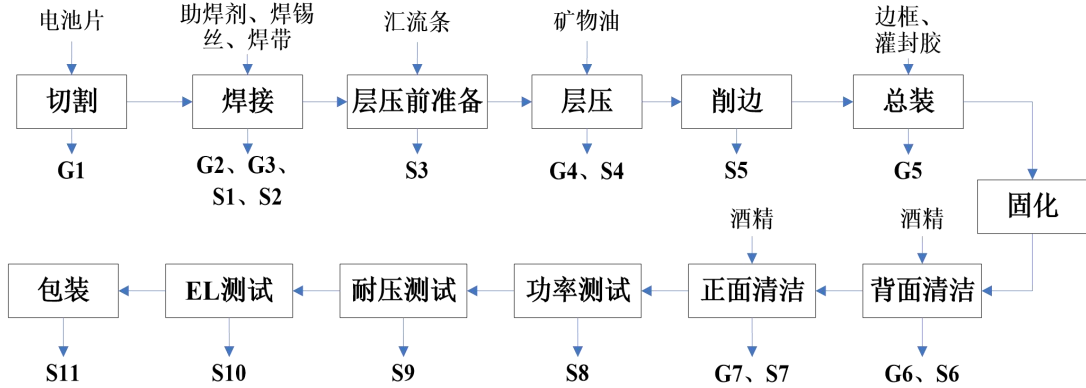 电池片
助焊剂、焊锡
丝、焊带
汇流条
矿物油
边框、
灌封胶
切割
焊接
层压前准备
层压
削边
总装
G1
G2、G3、
S1、S2
S3
G4、S4
S5
G5
固化
酒精
酒精
包装
EL测试
耐压测试
功率测试
正面清洁
背面清洁
S11
S10
S9
S8
G7、S7
G6、S6